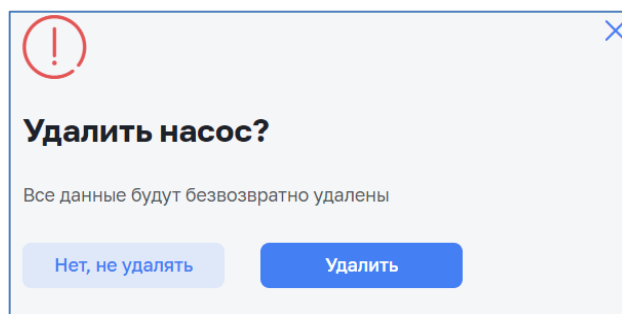 Удалить насос?
Все данные будут безвозвратно удалены
Нет, не удалять
Удалить